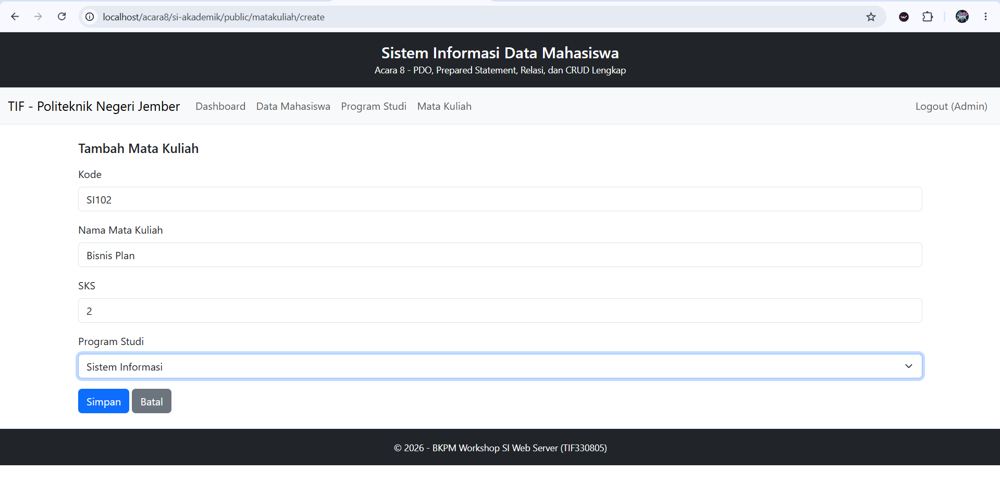 localhost/acara8/si-akademik/public/matakuliah/create
Sistem Informasi Data Mahasiswa
Acara 8 - PDO, Prepared Statement, Relasi, dan CRUD Lengkap
TIF - Politeknik Negeri Jember Dashboard Data Mahasiswa Program Studi Mata Kuliah Logout (Admin)
Tambah Mata Kuliah
Kode
SI102
Nama Mata Kuliah
Bisnis Plan
SKS
2
Program Studi
Sistem Informasi
Simpan Batal
© 2026 - BKPM Workshop SI Web Server (TIF330805)